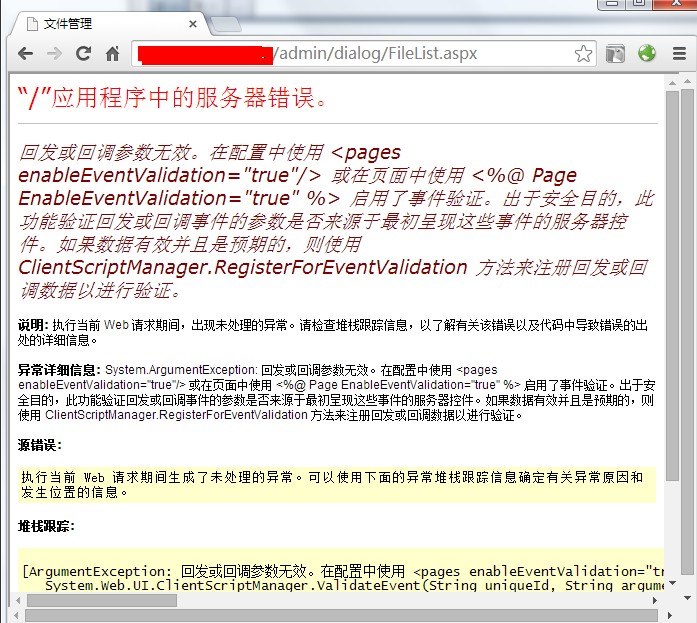 文件管理
/admin/dialog/FileList.aspx
“/”应用程序中的服务器错误。
回发或回调参数无效。在配置中使用 <pages
enableEventValidation="true"/> 或在页面中使用 <%@ Page
EnableEventValidation="true" %> 启用了事件验证。出于安全目的，此
功能验证回发或回调事件的参数是否来源于最初呈现这些事件的服务器控
件。如果数据有效并且是预期的，则使用
ClientScriptManager.RegisterForEventValidation 方法来注册回发或回
调数据以进行验证。
说明: 执行当前 Web 请求期间，出现未处理的异常。请检查堆栈跟踪信息，以了解有关该错误以及代码中导致错误的出
处的详细信息。
异常详细信息: System.ArgumentException: 回发或回调参数无效。在配置中使用 <pages
enableEventValidation="true"/> 或在页面中使用 <%@ Page EnableEventValidation="true" %> 启用了事件验证。出于安
全目的，此功能验证回发或回调事件的参数是否来源于最初呈现这些事件的服务器控件。如果数据有效并且是预期的，则
使用 ClientScriptManager.RegisterForEventValidation 方法来注册回发或回调数据以进行验证。
源错误:
执行当前 Web 请求期间生成了未处理的异常。可以使用下面的异常堆栈跟踪信息确定有关异常原因和
发生位置的信息。
堆栈跟踪:
[ArgumentException: 回发或回调参数无效。在配置中使用 <pages enableEventValidation="tr
System.Web.UI.ClientScriptManager.ValidateEvent(String uniqueId, String argume